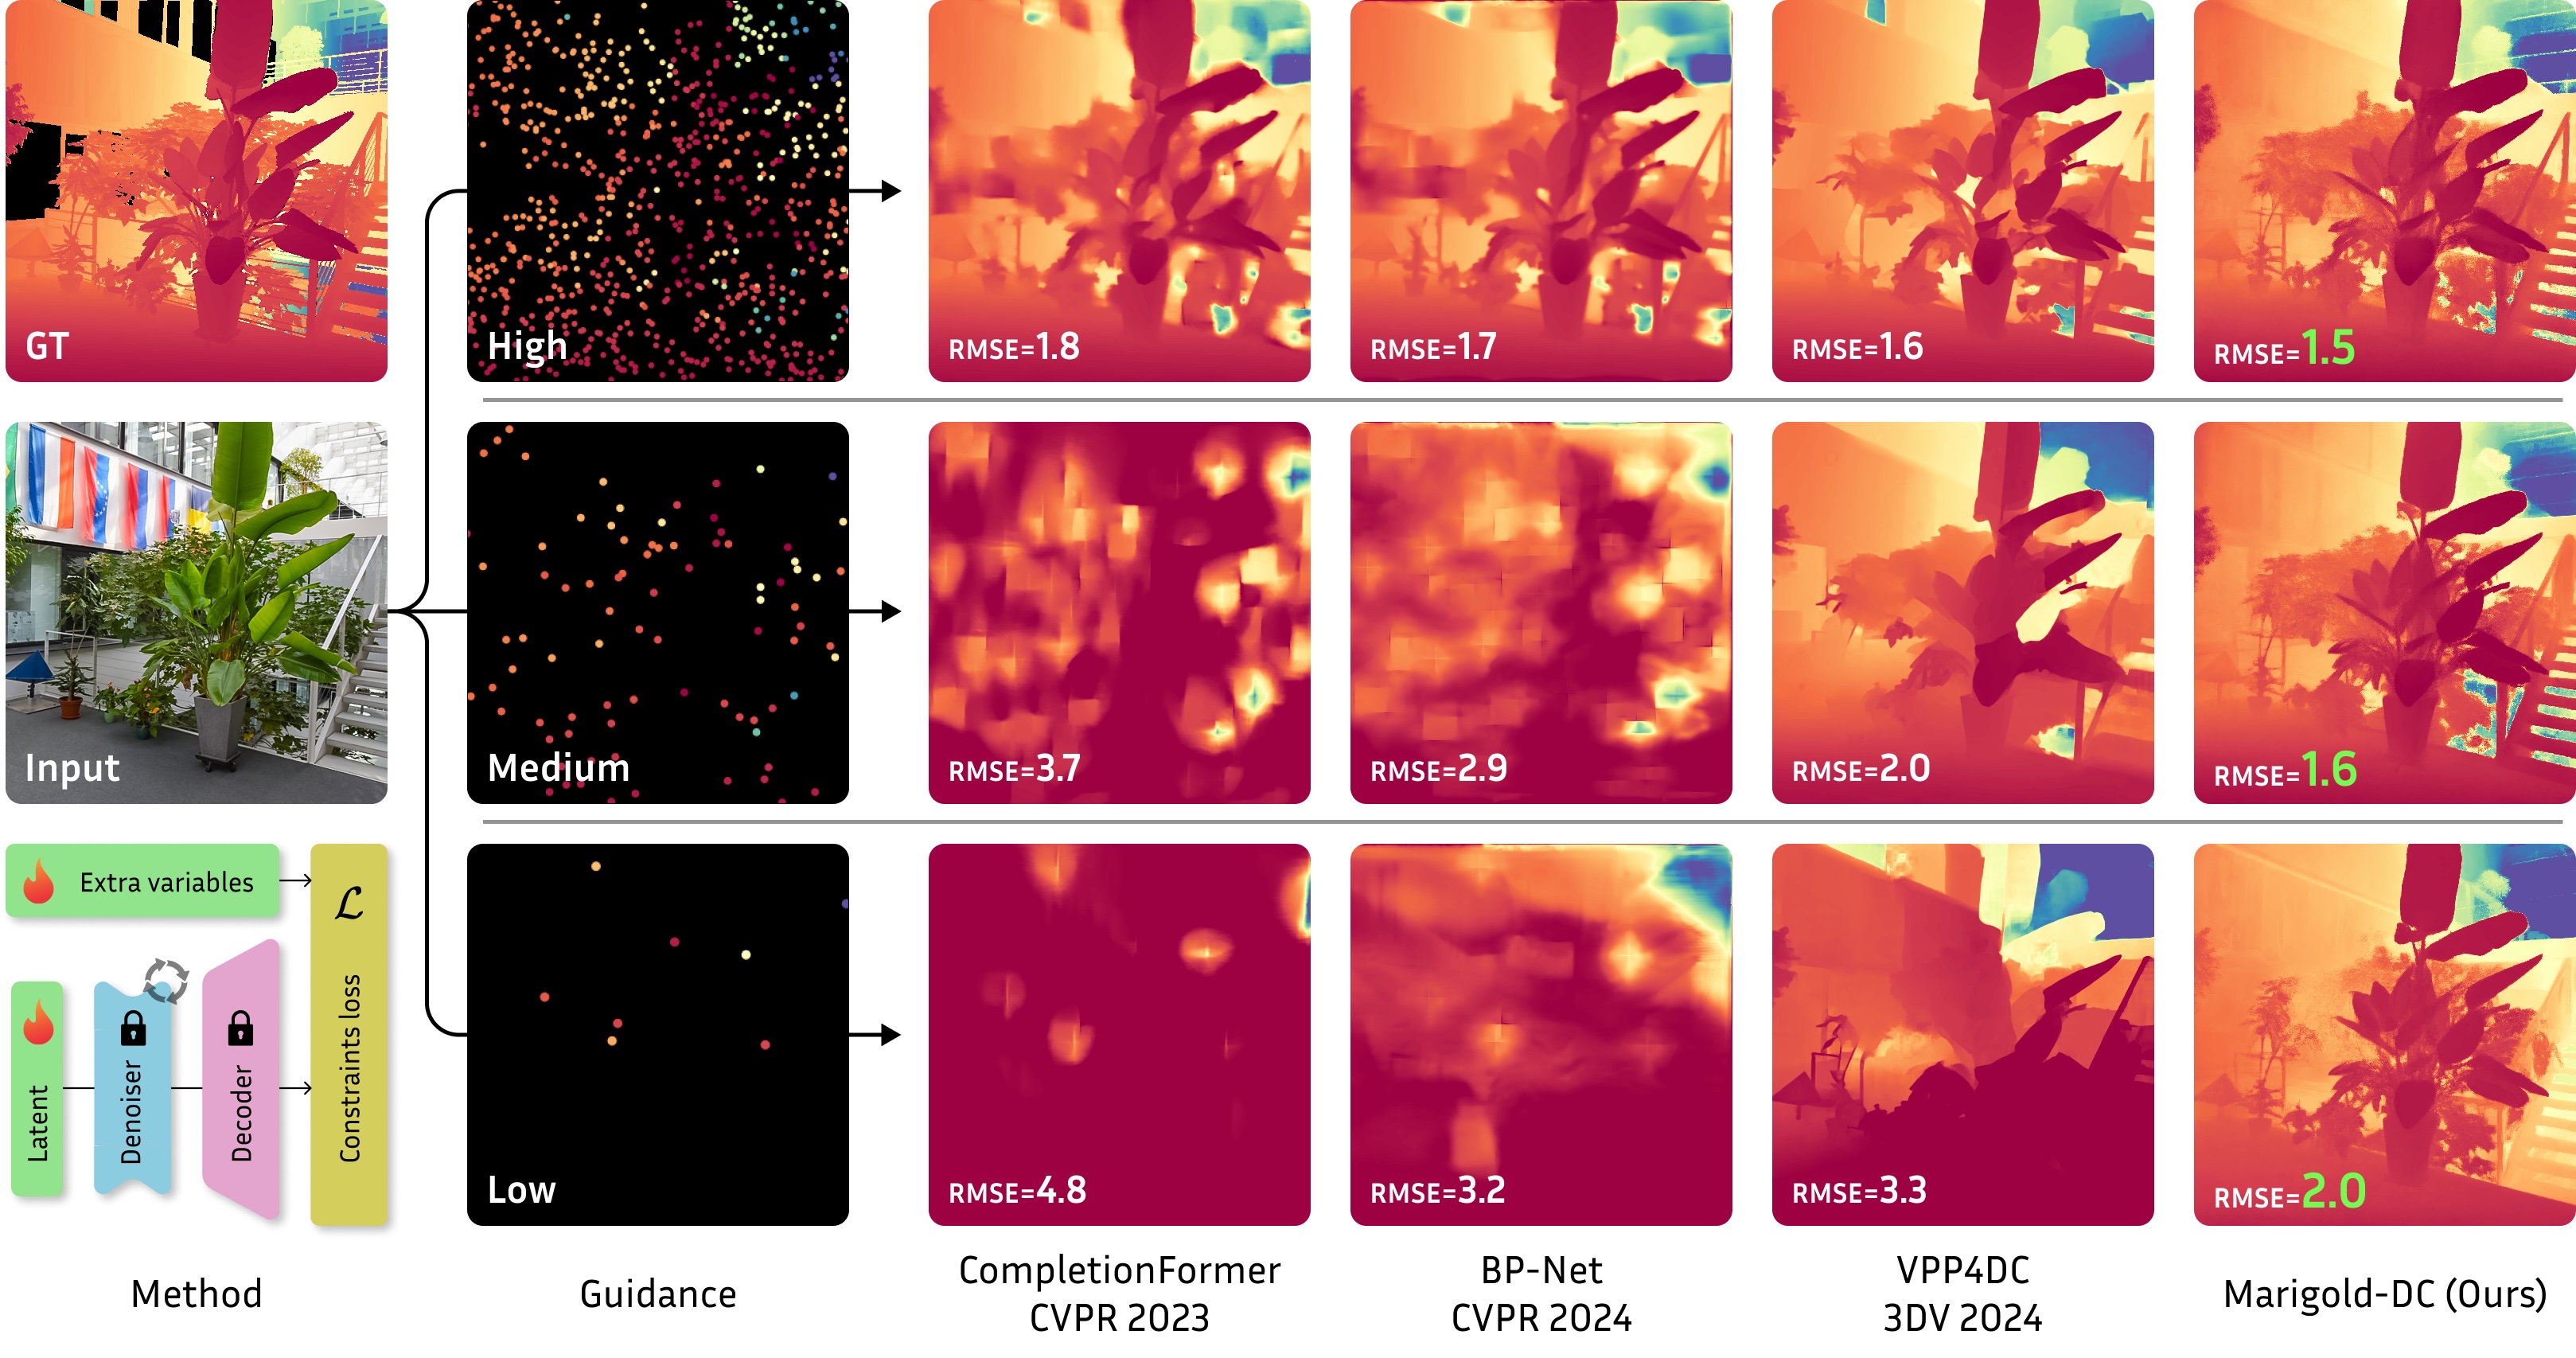 GT
High
RMSE=1.8
RMSE=1.7
RMSE=1.6
RMSE=1.5
Input
Medium
RMSE=3.7
RMSE=2.9
RMSE=2.0
RMSE=1.6
Extra variables
Latent
Denoiser
Decoder
ℒ
Constraints loss
Low
RMSE=4.8
RMSE=3.2
RMSE=3.3
RMSE=2.0
Method
Guidance
CompletionFormer
CVPR 2023
BP-Net
CVPR 2024
VPP4DC
3DV 2024
Marigold-DC (Ours)